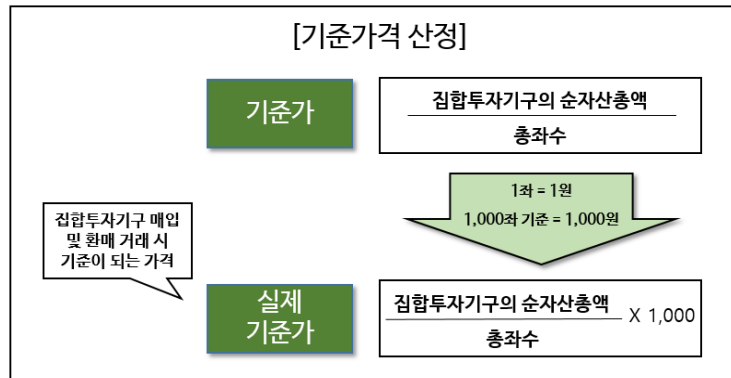 [기준가격 산정]
기준가
집합투자기구의 순자산총액
총좌수
1좌 = 1원
1,000좌 기준 = 1,000원
집합투자기구 매입
및 환매 거래 시
기준이 되는 가격
실제
기준가
집합투자기구의 순자산총액
총좌수
X 1,000